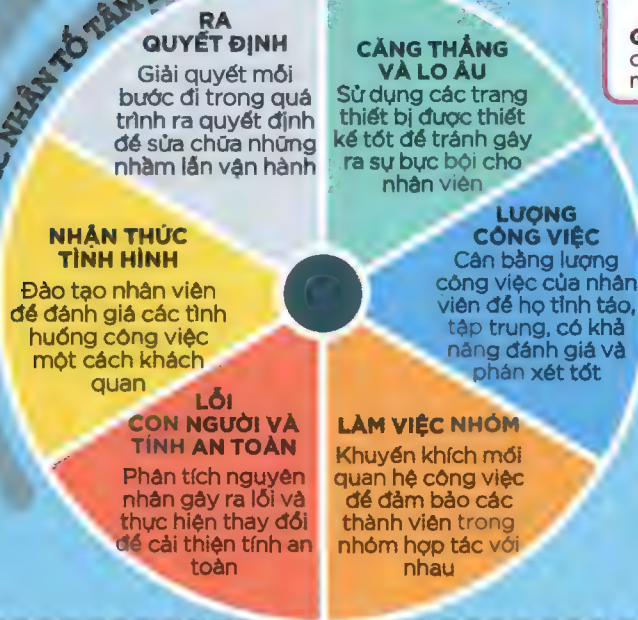 NHÂN TỐ TÂM
RA
QUYẾT ĐỊNH
Giải quyết mỗi
bước đi trong quá
trình ra quyết định
để sửa chữa những
nhầm lẫn vận hành
CĂNG THẲNG
VÀ LO ÂU
Sử dụng các trang
thiết bị được thiết
kế tốt để tránh gây
ra sự bực bội cho
nhân viên
LƯỢNG
CÔNG VIỆC
Cân bằng lượng
công việc của nhân
viên để họ tỉnh táo,
tập trung, có khả
năng đánh giá và
phán xét tốt
NHẬN THỨC
TÌNH HÌNH
Đào tạo nhân viên
để đánh giá các tình
huống công việc
một cách khách
quan
LỖI
CON NGƯỜI VÀ
TÍNH AN TOÀN
Phân tích nguyên
nhân gây ra lỗi và
thực hiện thay đổi
để cải thiện tính an
toàn
LÀM VIỆC NHÓM
Khuyến khích mối
quan hệ công việc
để đảm bảo các
thành viên trong
nhóm hợp tác với
nhau